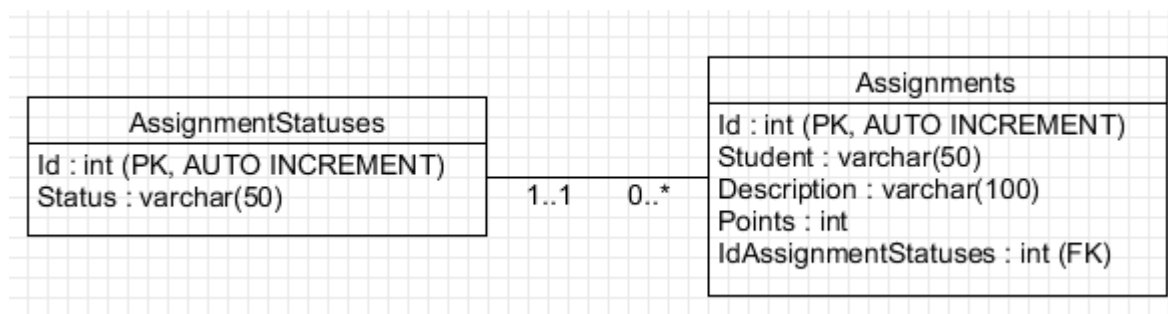 AssignmentStatuses
Id : int (PK, AUTO INCREMENT)
Status : varchar(50)
1..1
0..*
Assignments
Id : int (PK, AUTO INCREMENT)
Student : varchar(50)
Description : varchar(100)
Points : int
IdAssignmentStatuses : int (FK)